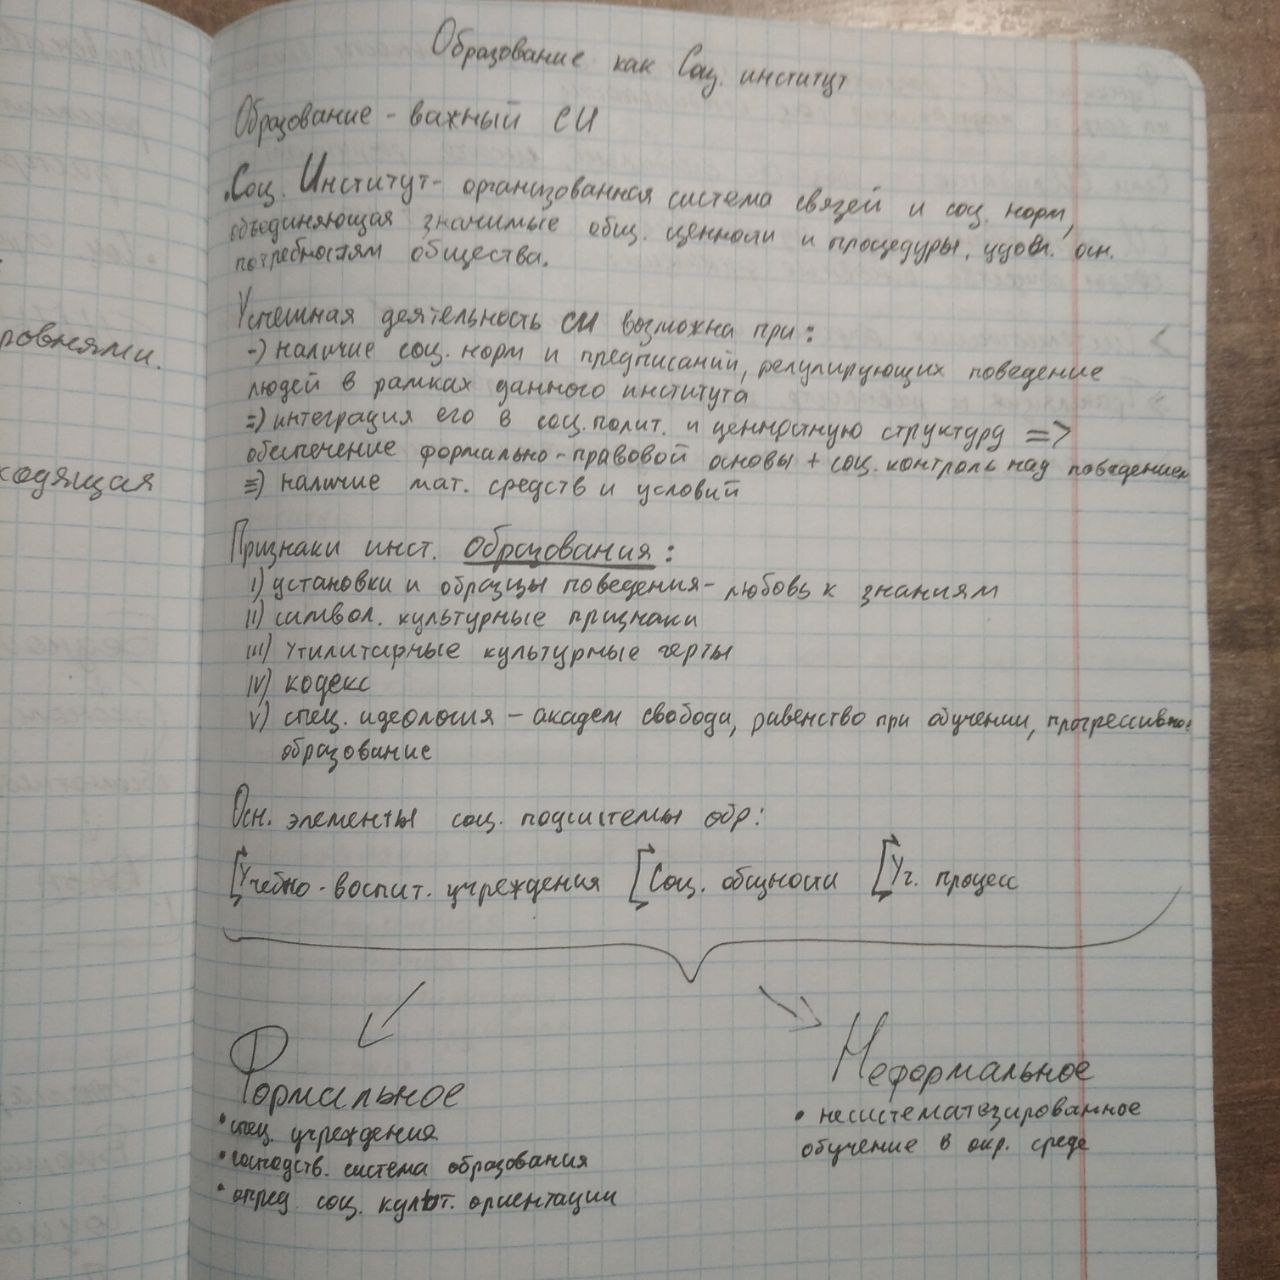 Образование как Соц. институт
Образование - важный СИ
ровнями.
ходящая
• Соц. Институт - организованная система связей и соц. норм,
объединяющая значимые общ. ценности и процедуры, удовл. осн.
потребностям общества.
Успешная деятельность СИ возможна при:
-) наличие соц. норм и предписаний, регулирующих поведение
людей в рамках данного института
=) интеграция его в соц. полит. и ценностную структуру =>
обеспечение формально-правовой основы + соц. контроль над поведением
≡) наличие мат. средств и условий
Признаки инст. Образования:
I) установки и образцы поведения - любовь к знаниям
II) символ. культурные признаки
III) утилитарные культурные черты
IV) кодекс
V) спец. идеология - академ свобода, равенство при обучении, прогрессивное
образование
Осн. элементы соц. подсистемы обр:
[Учебно-воспит. учреждения [Соц. общности [Уч. процесс
Формальное
• спец. учреждения
• господств. система образования
• опред. соц. культ. ориентации
Неформальное
• несистематезированное
обучение в окр. среде